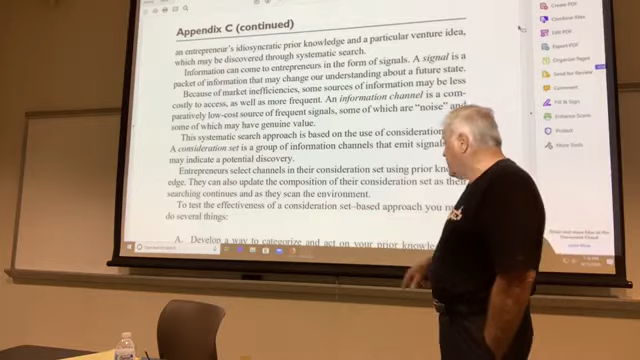 Appendix C (continued)
an entrepreneur's idiosyncratic prior knowledge and a particular venture idea,
which may be discovered through systematic search.
Information can come to entrepreneurs in the form of signals. A signal is a
packet of information that may change our understanding about a future state.
Because of market inefficiencies, some sources of information may be less
costly to access, as well as more frequent. An information channel is a com-
paratively low-cost source of frequent signals, some of which are "noise" and
some of which may have genuine value.
This systematic search approach is based on the use of consideration
A consideration set is a group of information channels that emit signals
may indicate a potential discovery.
Entrepreneurs select channels in their consideration set using prior
edge. They can also update the composition of their consideration set as their
searching continues and as they scan the environment.
To test the effectiveness of a consideration set–based approach you
do several things:
A. Develop a way to categorize and act on your prior
Create PDF
Combine Files
Edit PDF
Export PDF
Organize Pages
Send for Review
Comment
Fill & Sign
Enhance Scans
Protect
More Tools